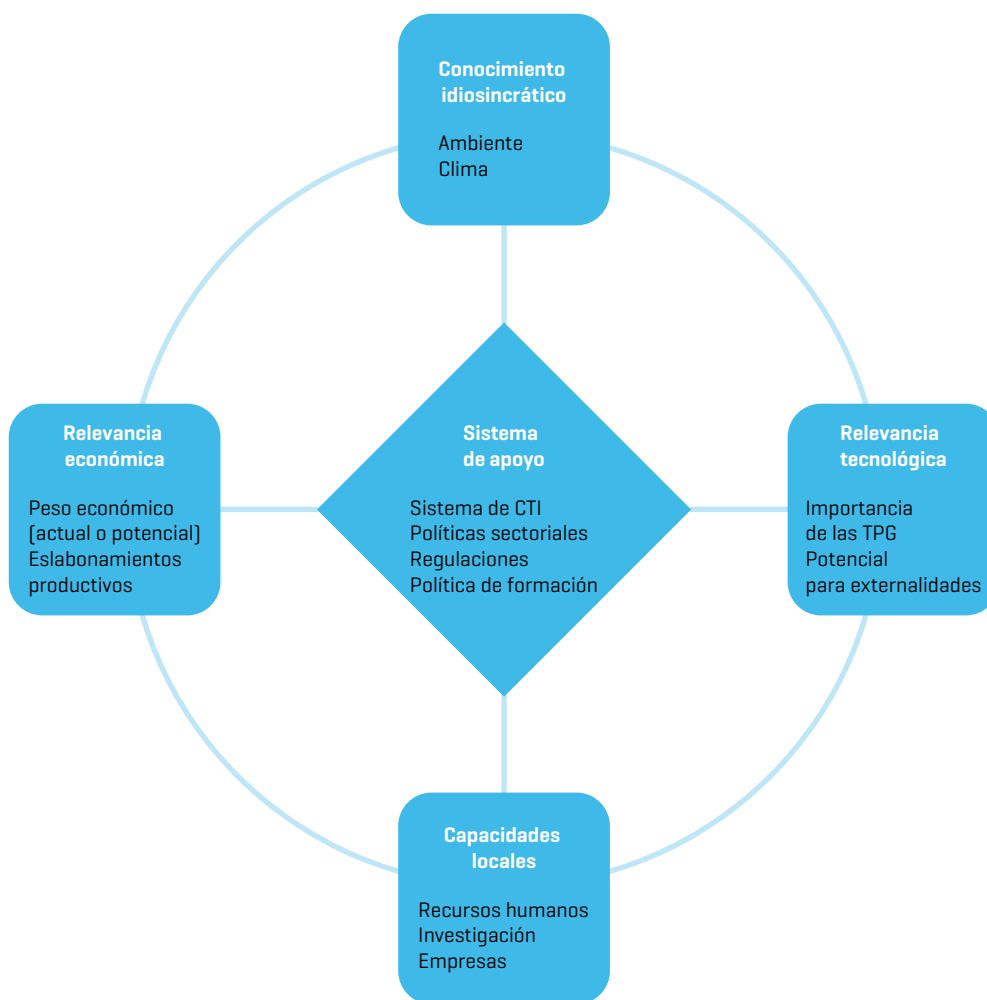 Conocimiento
idiosincrático
Ambiente
Clima
Relevancia
económica
Peso económico
(actual o potencial)
Eslabonamientos
productivos
Sistema
de apoyo
Sistema de CTI
Políticas sectoriales
Regulaciones
Política de formación
Relevancia
tecnológica
Importancia
de las TPG
Potencial
para externalidades
Capacidades
locales
Recursos humanos
Investigación
Empresas